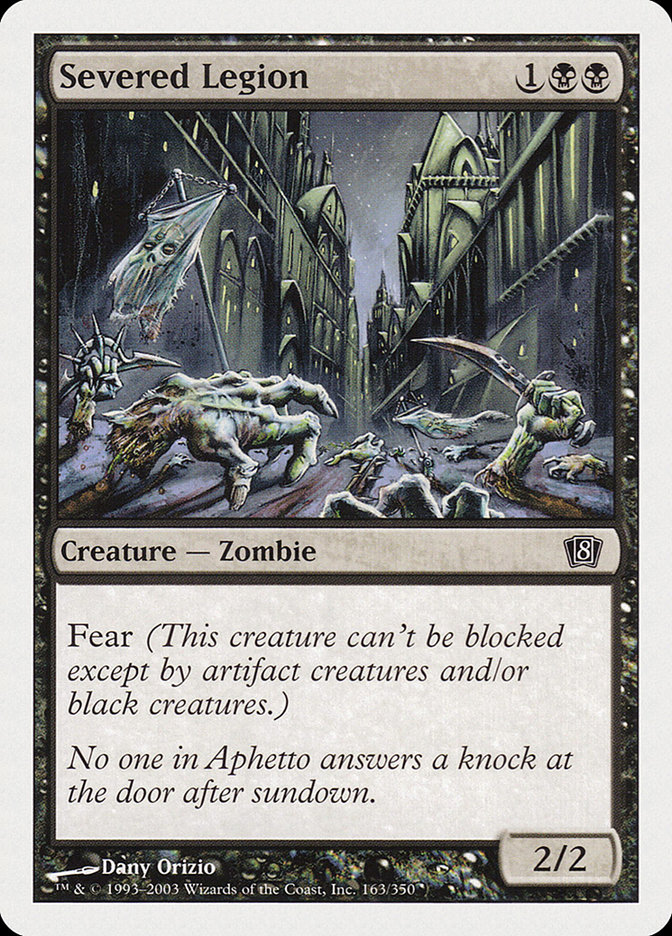 Severed Legion
1
Creature — Zombie
8
Fear (This creature can't be blocked
except by artifact creatures and/or
black creatures.)
No one in Aphetto answers a knock at
the door after sundown.
2/2
Dany Orizio
™ & © 1993–2003 Wizards of the Coast, Inc. 163/350